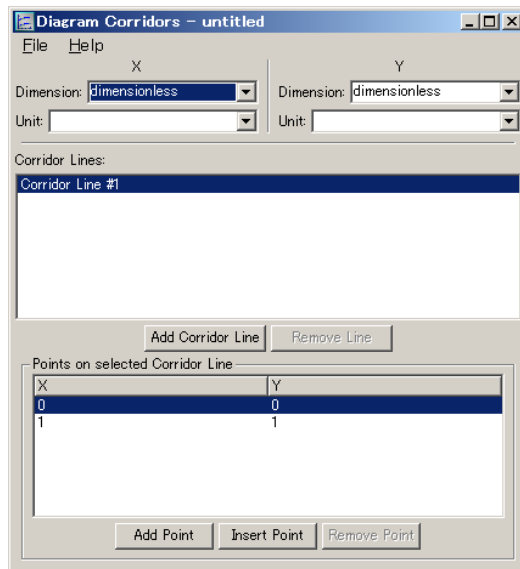 Diagram Corridors - untitled
File Help
X Y
Dimension: dimensionless Dimension: dimensionless
Unit: Unit:
Corridor Lines:
Corridor Line #1
Add Corridor Line Remove Line
Points on selected Corridor Line
X Y
0 0
1 1
Add Point Insert Point Remove Point